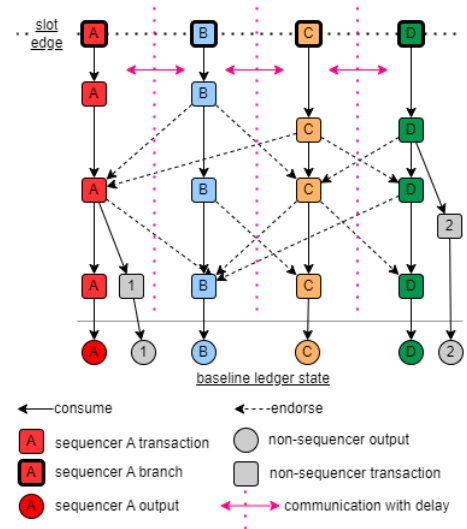 slot
edge
A B C D
A B
C D
A B C D
2
A 1 B C D
A 1 B C D 2
baseline ledger state
consume endorse
A sequencer A transaction non-sequencer output
A sequencer A branch non-sequencer transaction
A sequencer A output communication with delay